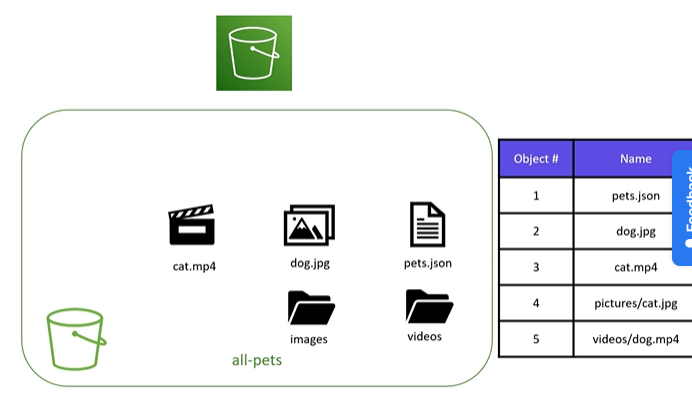 cat.mp4
dog.jpg
pets.json
images
videos
all-pets
Object # Name
1 pets.json
2 dog.jpg
3 cat.mp4
4 pictures/cat.jpg
5 videos/dog.mp4
Feedback